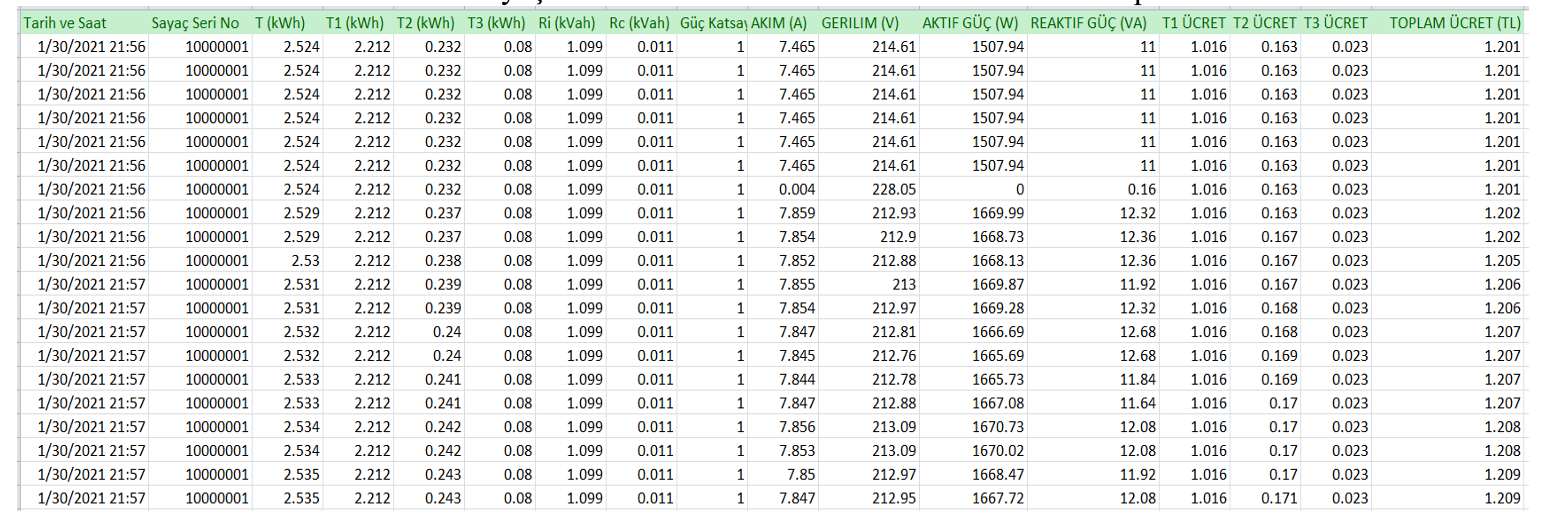 Tarih ve Saat Sayaç Seri No T (kWh) T1 (kWh) T2 (kWh) T3 (kWh) Ri (kVah) Rc (kVah) Güç Katsay AKIM (A) GERILIM (V) AKTIF GÜÇ (W) REAKTIF GÜÇ (VA) T1 ÜCRET T2 ÜCRET T3 ÜCRET TOPLAM ÜCRET (TL)
1/30/2021 21:56 10000001 2.524 2.212 0.232 0.08 1.099 0.011 1 7.465 214.61 1507.94 11 1.016 0.163 0.023 1.201
1/30/2021 21:56 10000001 2.524 2.212 0.232 0.08 1.099 0.011 1 7.465 214.61 1507.94 11 1.016 0.163 0.023 1.201
1/30/2021 21:56 10000001 2.524 2.212 0.232 0.08 1.099 0.011 1 7.465 214.61 1507.94 11 1.016 0.163 0.023 1.201
1/30/2021 21:56 10000001 2.524 2.212 0.232 0.08 1.099 0.011 1 7.465 214.61 1507.94 11 1.016 0.163 0.023 1.201
1/30/2021 21:56 10000001 2.524 2.212 0.232 0.08 1.099 0.011 1 7.465 214.61 1507.94 11 1.016 0.163 0.023 1.201
1/30/2021 21:56 10000001 2.524 2.212 0.232 0.08 1.099 0.011 1 7.465 214.61 1507.94 11 1.016 0.163 0.023 1.201
1/30/2021 21:56 10000001 2.524 2.212 0.232 0.08 1.099 0.011 1 0.004 228.05 0 0.16 1.016 0.163 0.023 1.201
1/30/2021 21:56 10000001 2.529 2.212 0.237 0.08 1.099 0.011 1 7.859 212.93 1669.99 12.32 1.016 0.163 0.023 1.202
1/30/2021 21:56 10000001 2.529 2.212 0.237 0.08 1.099 0.011 1 7.854 212.9 1668.73 12.36 1.016 0.167 0.023 1.202
1/30/2021 21:56 10000001 2.53 2.212 0.238 0.08 1.099 0.011 1 7.852 212.88 1668.13 12.36 1.016 0.167 0.023 1.205
1/30/2021 21:57 10000001 2.531 2.212 0.239 0.08 1.099 0.011 1 7.855 213 1669.87 11.92 1.016 0.167 0.023 1.206
1/30/2021 21:57 10000001 2.531 2.212 0.239 0.08 1.099 0.011 1 7.854 212.97 1669.28 12.32 1.016 0.168 0.023 1.206
1/30/2021 21:57 10000001 2.532 2.212 0.24 0.08 1.099 0.011 1 7.847 212.81 1666.69 12.68 1.016 0.168 0.023 1.207
1/30/2021 21:57 10000001 2.532 2.212 0.24 0.08 1.099 0.011 1 7.845 212.76 1665.69 12.68 1.016 0.169 0.023 1.207
1/30/2021 21:57 10000001 2.533 2.212 0.241 0.08 1.099 0.011 1 7.844 212.78 1665.73 11.84 1.016 0.169 0.023 1.207
1/30/2021 21:57 10000001 2.533 2.212 0.241 0.08 1.099 0.011 1 7.847 212.88 1667.08 11.64 1.016 0.17 0.023 1.207
1/30/2021 21:57 10000001 2.534 2.212 0.242 0.08 1.099 0.011 1 7.856 213.09 1670.73 12.08 1.016 0.17 0.023 1.208
1/30/2021 21:57 10000001 2.534 2.212 0.242 0.08 1.099 0.011 1 7.853 213.09 1670.02 12.08 1.016 0.17 0.023 1.208
1/30/2021 21:57 10000001 2.535 2.212 0.243 0.08 1.099 0.011 1 7.85 212.97 1668.47 11.92 1.016 0.17 0.023 1.209
1/30/2021 21:57 10000001 2.535 2.212 0.243 0.08 1.099 0.011 1 7.847 212.95 1667.72 12.08 1.016 0.171 0.023 1.209